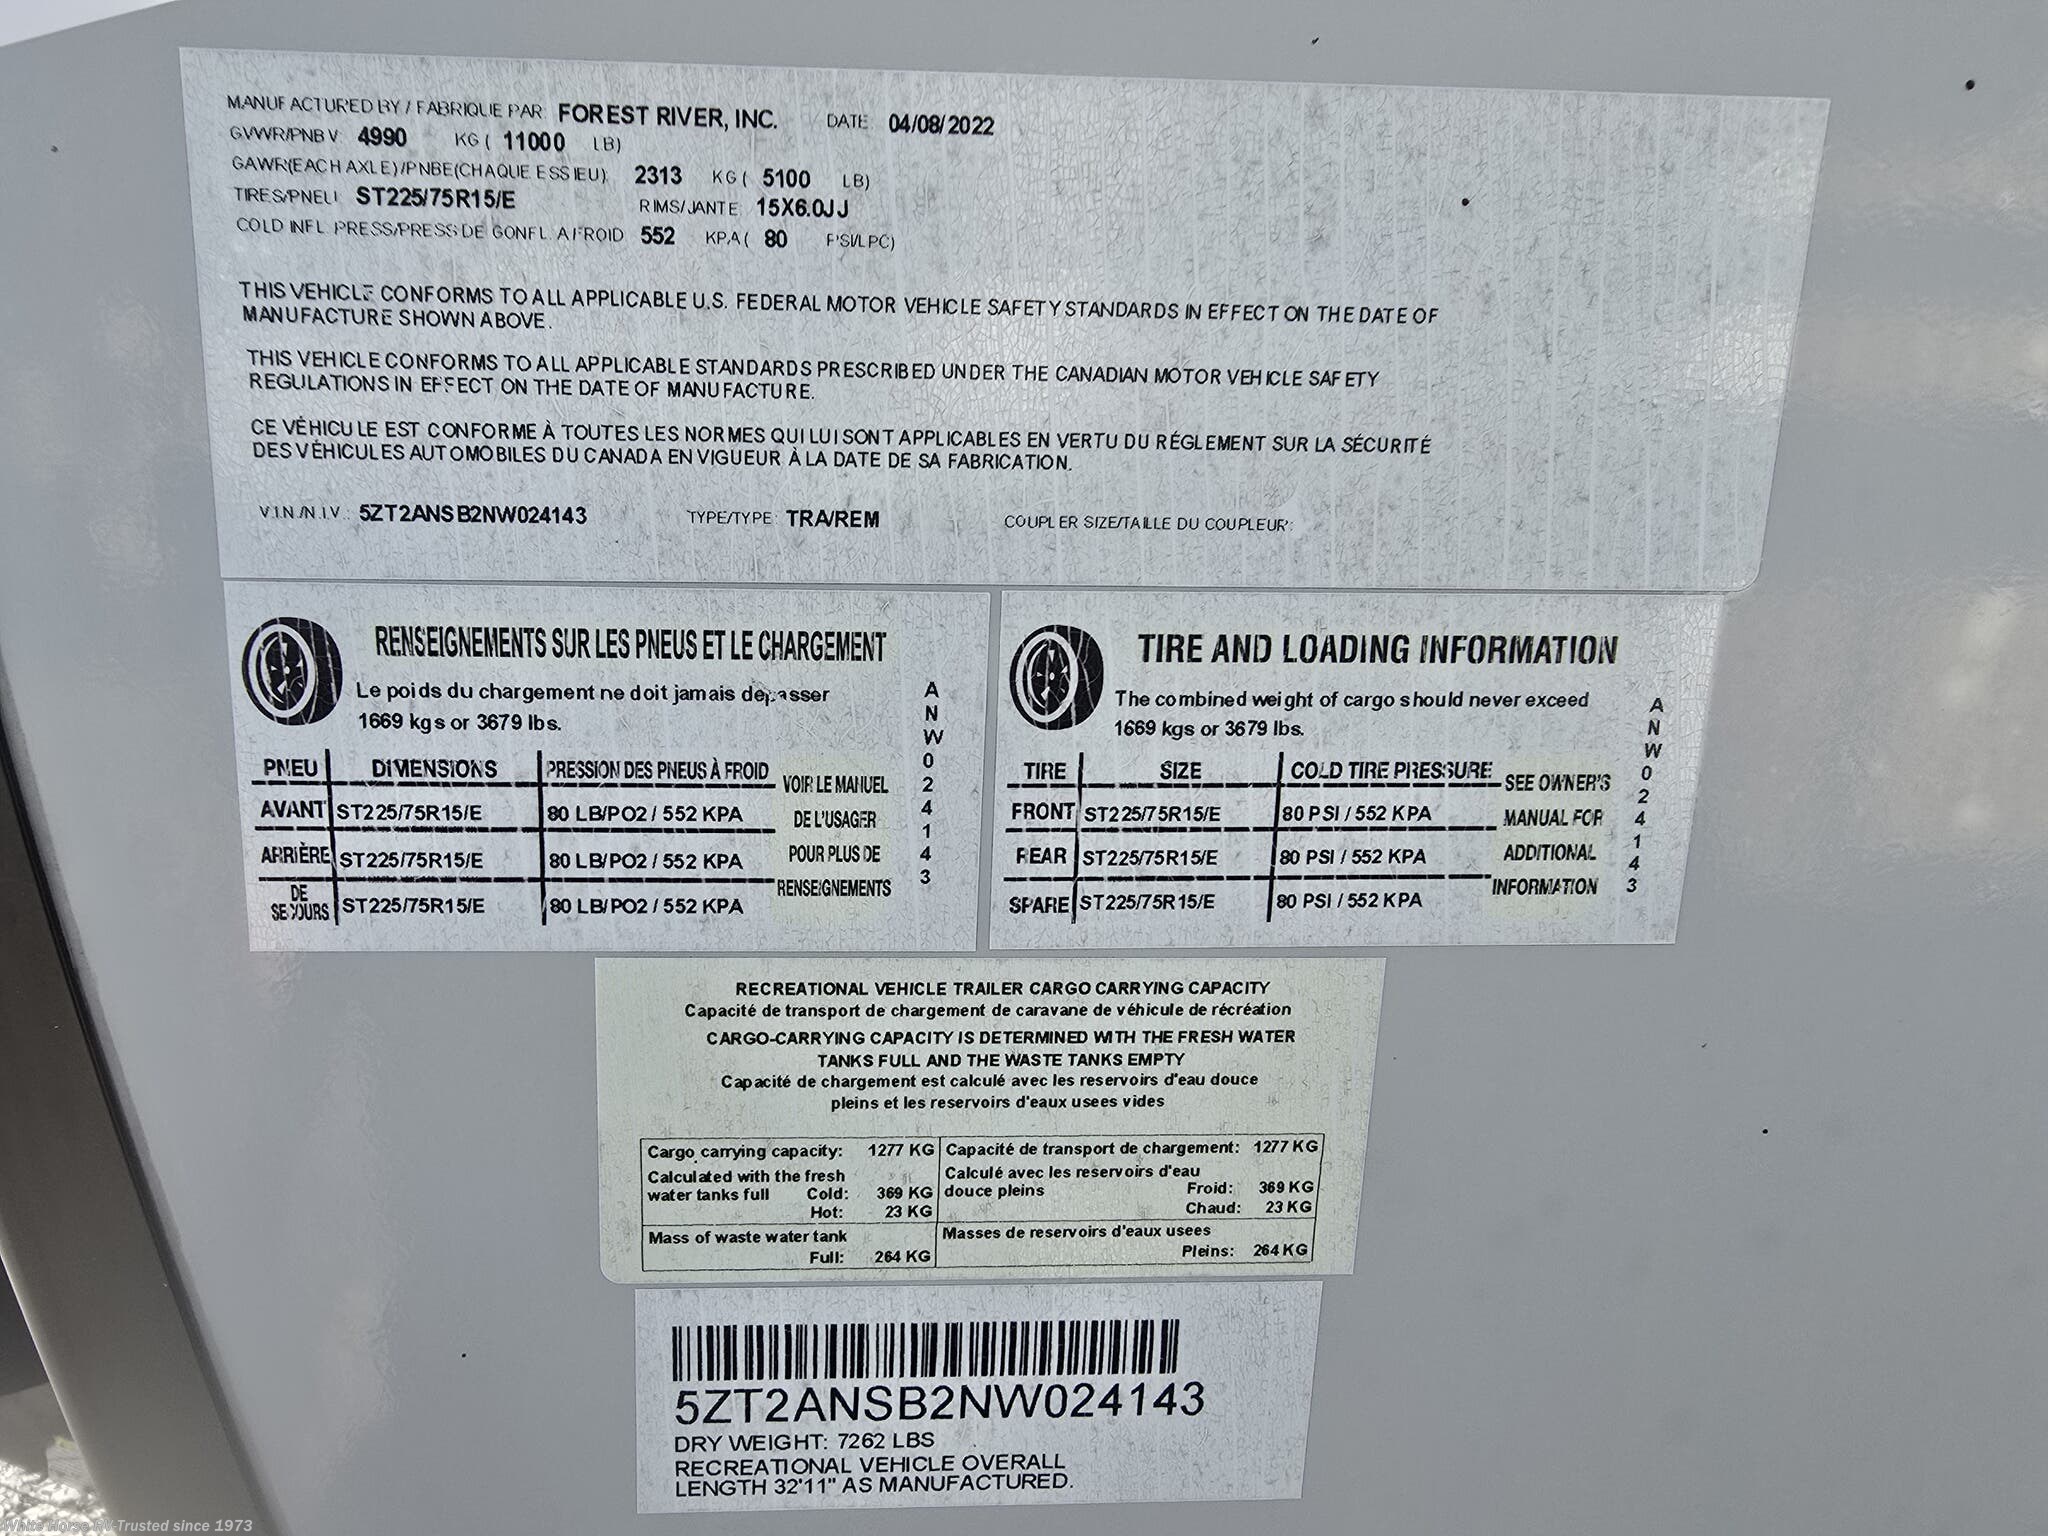 MANUFACTURED BY / FABRIQUE PAR: FOREST RIVER, INC. DATE: 04/08/2022
GVWR/PNBV: 4990 KG ( 11000 LB)
GAWR(EACH AXLE)/PNBE(CHAQUE ESSIEU): 2313 KG ( 5100 LB)
TIRES/PNEU: ST225/75R15/E RIMS/JANTE: 15X6.0JJ
COLD INFL. PRESS/PRESS DE GONFL. A FROID 552 KPA ( 80 PSI/LPC)
THIS VEHICLE CONFORMS TO ALL APPLICABLE U.S. FEDERAL MOTOR VEHICLE SAFETY STANDARDS IN EFFECT ON THE DATE OF
MANUFACTURE SHOWN ABOVE.
THIS VEHICLE CONFORMS TO ALL APPLICABLE STANDARDS PRESCRIBED UNDER THE CANADIAN MOTOR VEHICLE SAFETY
REGULATIONS IN EFFECT ON THE DATE OF MANUFACTURE.
CE VÉHICULE EST CONFORME À TOUTES LES NORMES QUI LUI SONT APPLICABLES EN VERTU DU RÉGLEMENT SUR LA SÉCURITÉ
DES VÉHICULES AUTOMOBILES DU CANADA EN VIGUEUR À LA DATE DE SA FABRICATION.
V.I.N./N.I.V.: 5ZT2ANSB2NW024143 TYPE/TYPE: TRA/REM COUPLER SIZE/TAILLE DU COUPLEUR:
RENSEIGNEMENTS SUR LES PNEUS ET LE CHARGEMENT
Le poids du chargement ne doit jamais depasser
1669 kgs or 3679 lbs.
PNEU DIMENSIONS PRESSION DES PNEUS À FROID
AVANT ST225/75R15/E 80 LB/PO2 / 552 KPA
ARRIÈRE ST225/75R15/E 80 LB/PO2 / 552 KPA
DE SECOURS ST225/75R15/E 80 LB/PO2 / 552 KPA
VOIR LE MANUEL
DE L'USAGER
POUR PLUS DE
RENSEIGNEMENTS
ANW024143
TIRE AND LOADING INFORMATION
The combined weight of cargo should never exceed
1669 kgs or 3679 lbs.
TIRE SIZE COLD TIRE PRESSURE
FRONT ST225/75R15/E 80 PSI / 552 KPA
REAR ST225/75R15/E 80 PSI / 552 KPA
SPARE ST225/75R15/E 80 PSI / 552 KPA
SEE OWNER'S
MANUAL FOR
ADDITIONAL
INFORMATION
ANW024143
RECREATIONAL VEHICLE TRAILER CARGO CARRYING CAPACITY
Capacité de transport de chargement de caravane de véhicule de récréation
CARGO-CARRYING CAPACITY IS DETERMINED WITH THE FRESH WATER
TANKS FULL AND THE WASTE TANKS EMPTY
Capacité de chargement est calculé avec les reservoirs d'eau douce
pleins et les reservoirs d'eaux usees vides
Cargo carrying capacity: 1277 KG
Calculated with the fresh
water tanks full Cold: 369 KG
Hot: 23 KG
Mass of waste water tank
Full: 264 KG
Capacité de transport de chargement: 1277 KG
Calculé avec les reservoirs d'eau
douce pleins Froid: 369 KG
Chaud: 23 KG
Masses de reservoirs d'eaux usees
Pleins: 264 KG
5ZT2ANSB2NW024143
DRY WEIGHT: 7262 LBS
RECREATIONAL VEHICLE OVERALL
LENGTH 32'11" AS MANUFACTURED.
White Horse RV-Trusted since 1973